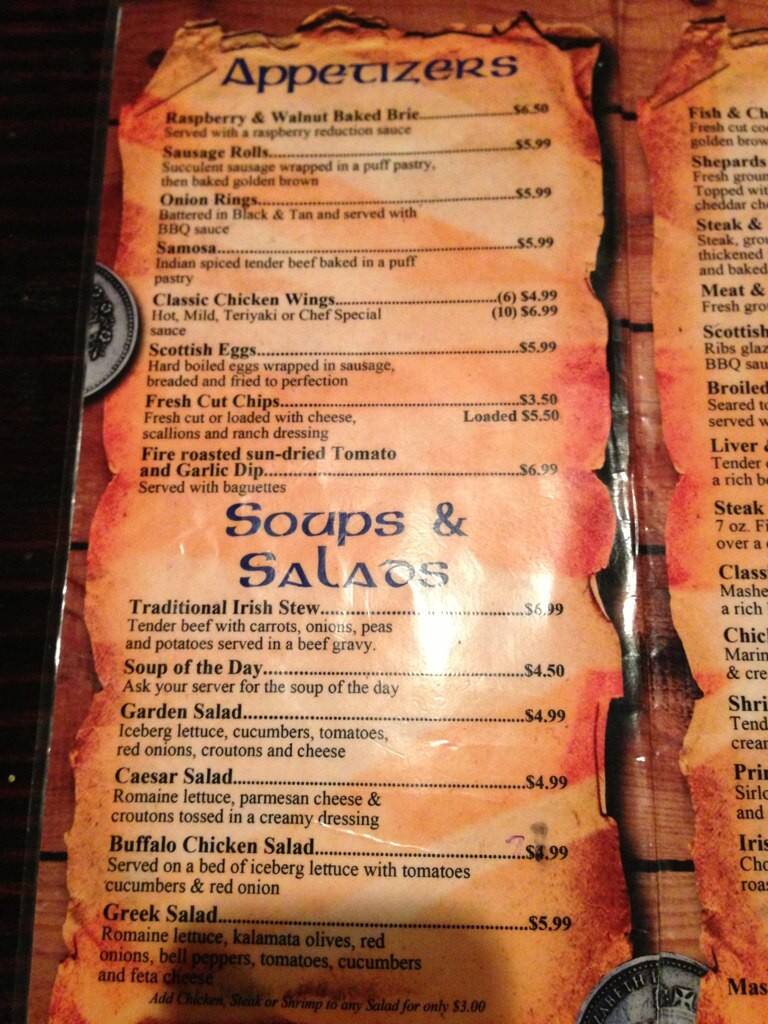 Appetizers
Raspberry & Walnut Baked Brie........$6.50
Served with a raspberry reduction sauce
Sausage Rolls........$5.99
Succulent sausage wrapped in a puff pastry,
then baked golden brown
Onion Rings........$5.99
Battered in Black & Tan and served with
BBQ sauce
Samosa........$5.99
Indian spiced tender beef baked in a puff
pastry
Classic Chicken Wings........(6) $4.99
Hot, Mild, Teriyaki or Chef Special (10) $6.99
sauce
Scottish Eggs........$5.99
Hard boiled eggs wrapped in sausage,
breaded and fried to perfection
Fresh Cut Chips........$3.50
Fresh cut or loaded with cheese, Loaded $5.50
scallions and ranch dressing
Fire roasted sun-dried Tomato
and Garlic Dip........$6.99
Served with baguettes
Soups &
Salads
Traditional Irish Stew........$6.99
Tender beef with carrots, onions, peas
and potatoes served in a beef gravy.
Soup of the Day........$4.50
Ask your server for the soup of the day
Garden Salad........$4.99
Iceberg lettuce, cucumbers, tomatoes,
red onions, croutons and cheese
Caesar Salad........$4.99
Romaine lettuce, parmesan cheese &
croutons tossed in a creamy dressing
Buffalo Chicken Salad........$4.99
Served on a bed of iceberg lettuce with tomatoes
cucumbers & red onion
Greek Salad........$5.99
Romaine lettuce, kalamata olives, red
onions, bell peppers, tomatoes, cucumbers
and feta cheese
Add Chicken, Steak or Shrimp to any Salad for only $3.00
Fish & Ch
Fresh cut co
golden brow
Shepards
Fresh groun
Topped wit
cheddar che
Steak &
Steak, grou
thickened
and baked
Meat &
Fresh gro
Scottish
Ribs glaz
BBQ sau
Broiled
Seared to
served w
Liver
Tender
a rich b
Steak
7 oz. Fi
over a
Class
Mashe
a rich
Chic
Marin
& cre
Shri
Tend
crear
Prin
Sirlo
and
Iris
Cho
roas
Mas